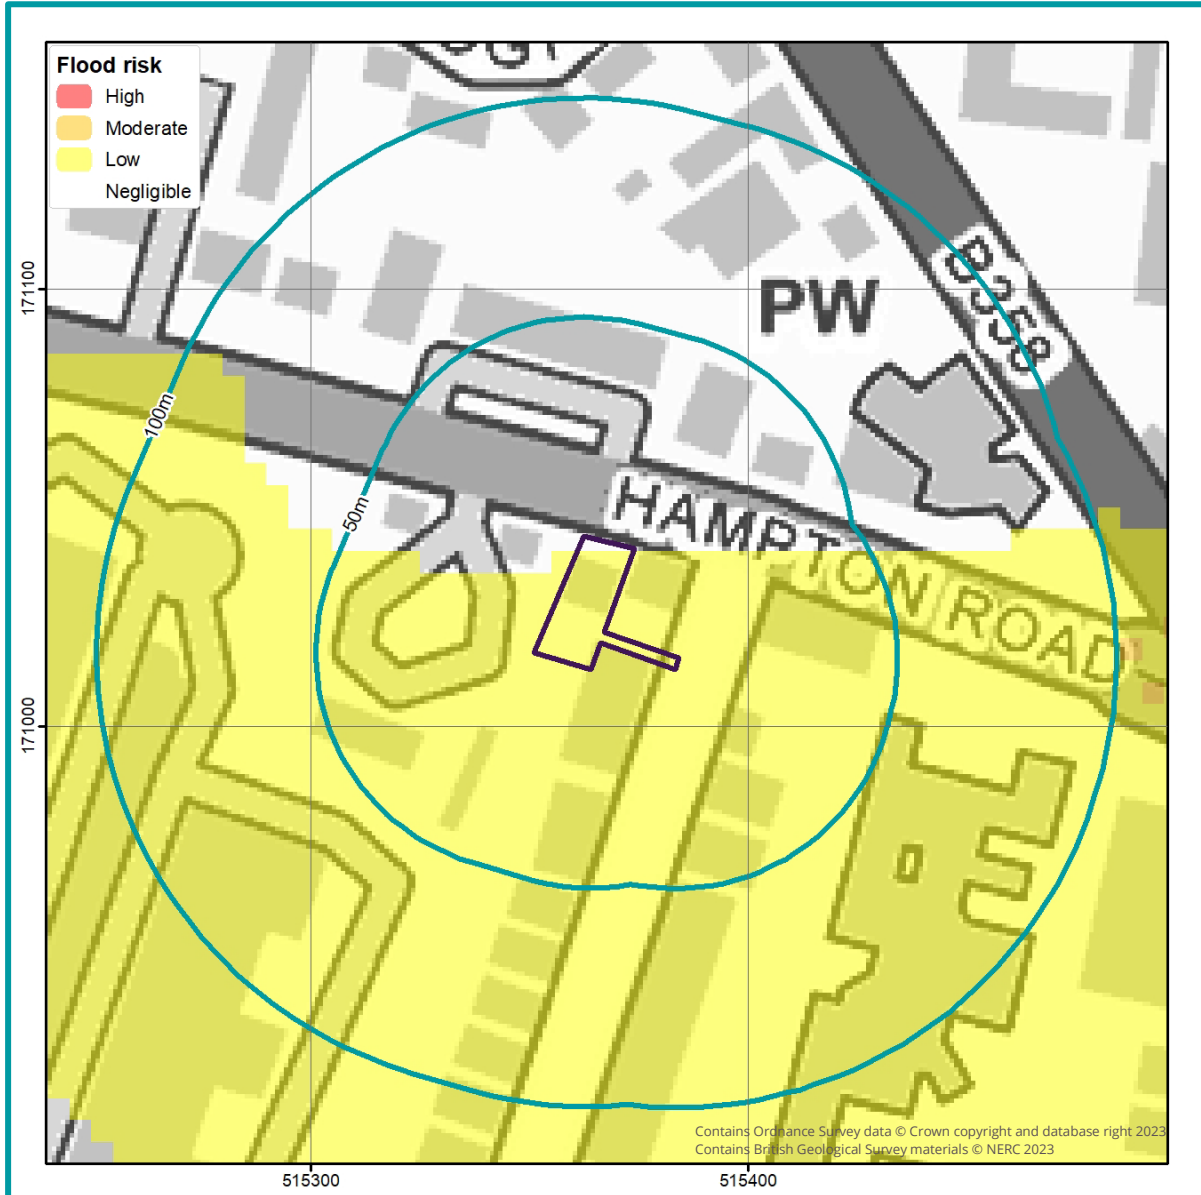 Flood risk
High
Moderate
Low
Negligible
171100
PW
B358
100m
50m
HAMPTON ROAD
171000
Contains Ordnance Survey data © Crown copyright and database right 2023
Contains British Geological Survey materials © NERC 2023
515300
515400